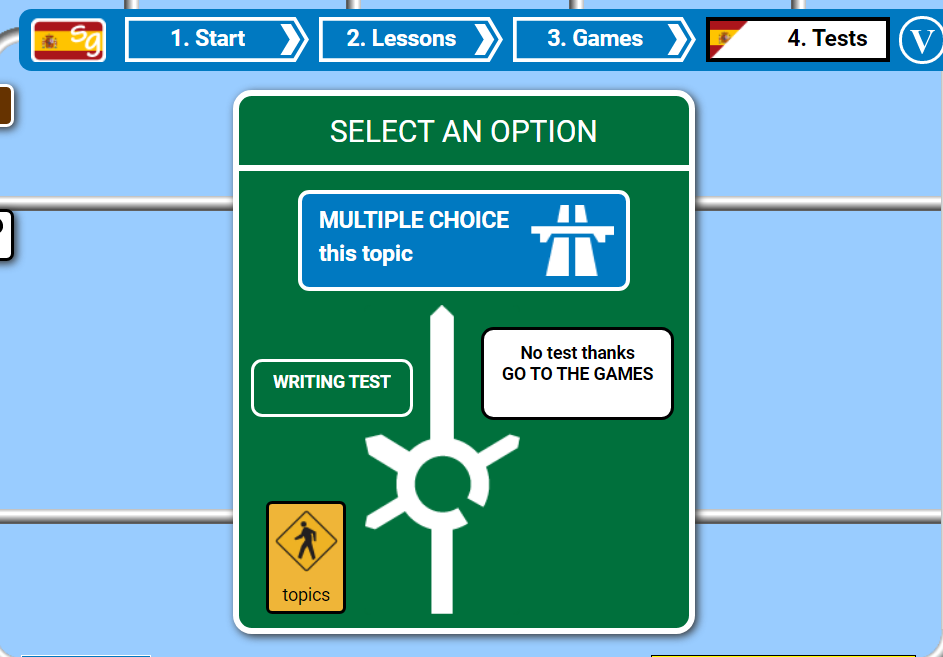 Sg
1. Start
2. Lessons
3. Games
4. Tests
V
SELECT AN OPTION
MULTIPLE CHOICE
this topic
No test thanks
GO TO THE GAMES
WRITING TEST
topics